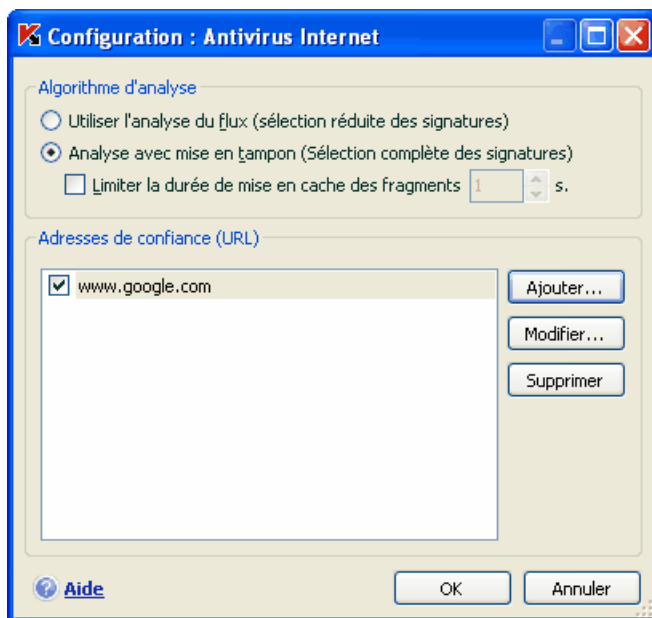 Configuration : Antivirus Internet
Algorithme d'analyse
Utiliser l'analyse du flux (sélection réduite des signatures)
Analyse avec mise en tampon (Sélection complète des signatures)
Limiter la durée de mise en cache des fragments 1 s.
Adresses de confiance (URL)
www.google.com
Ajouter...
Modifier...
Supprimer
Aide
OK
Annuler